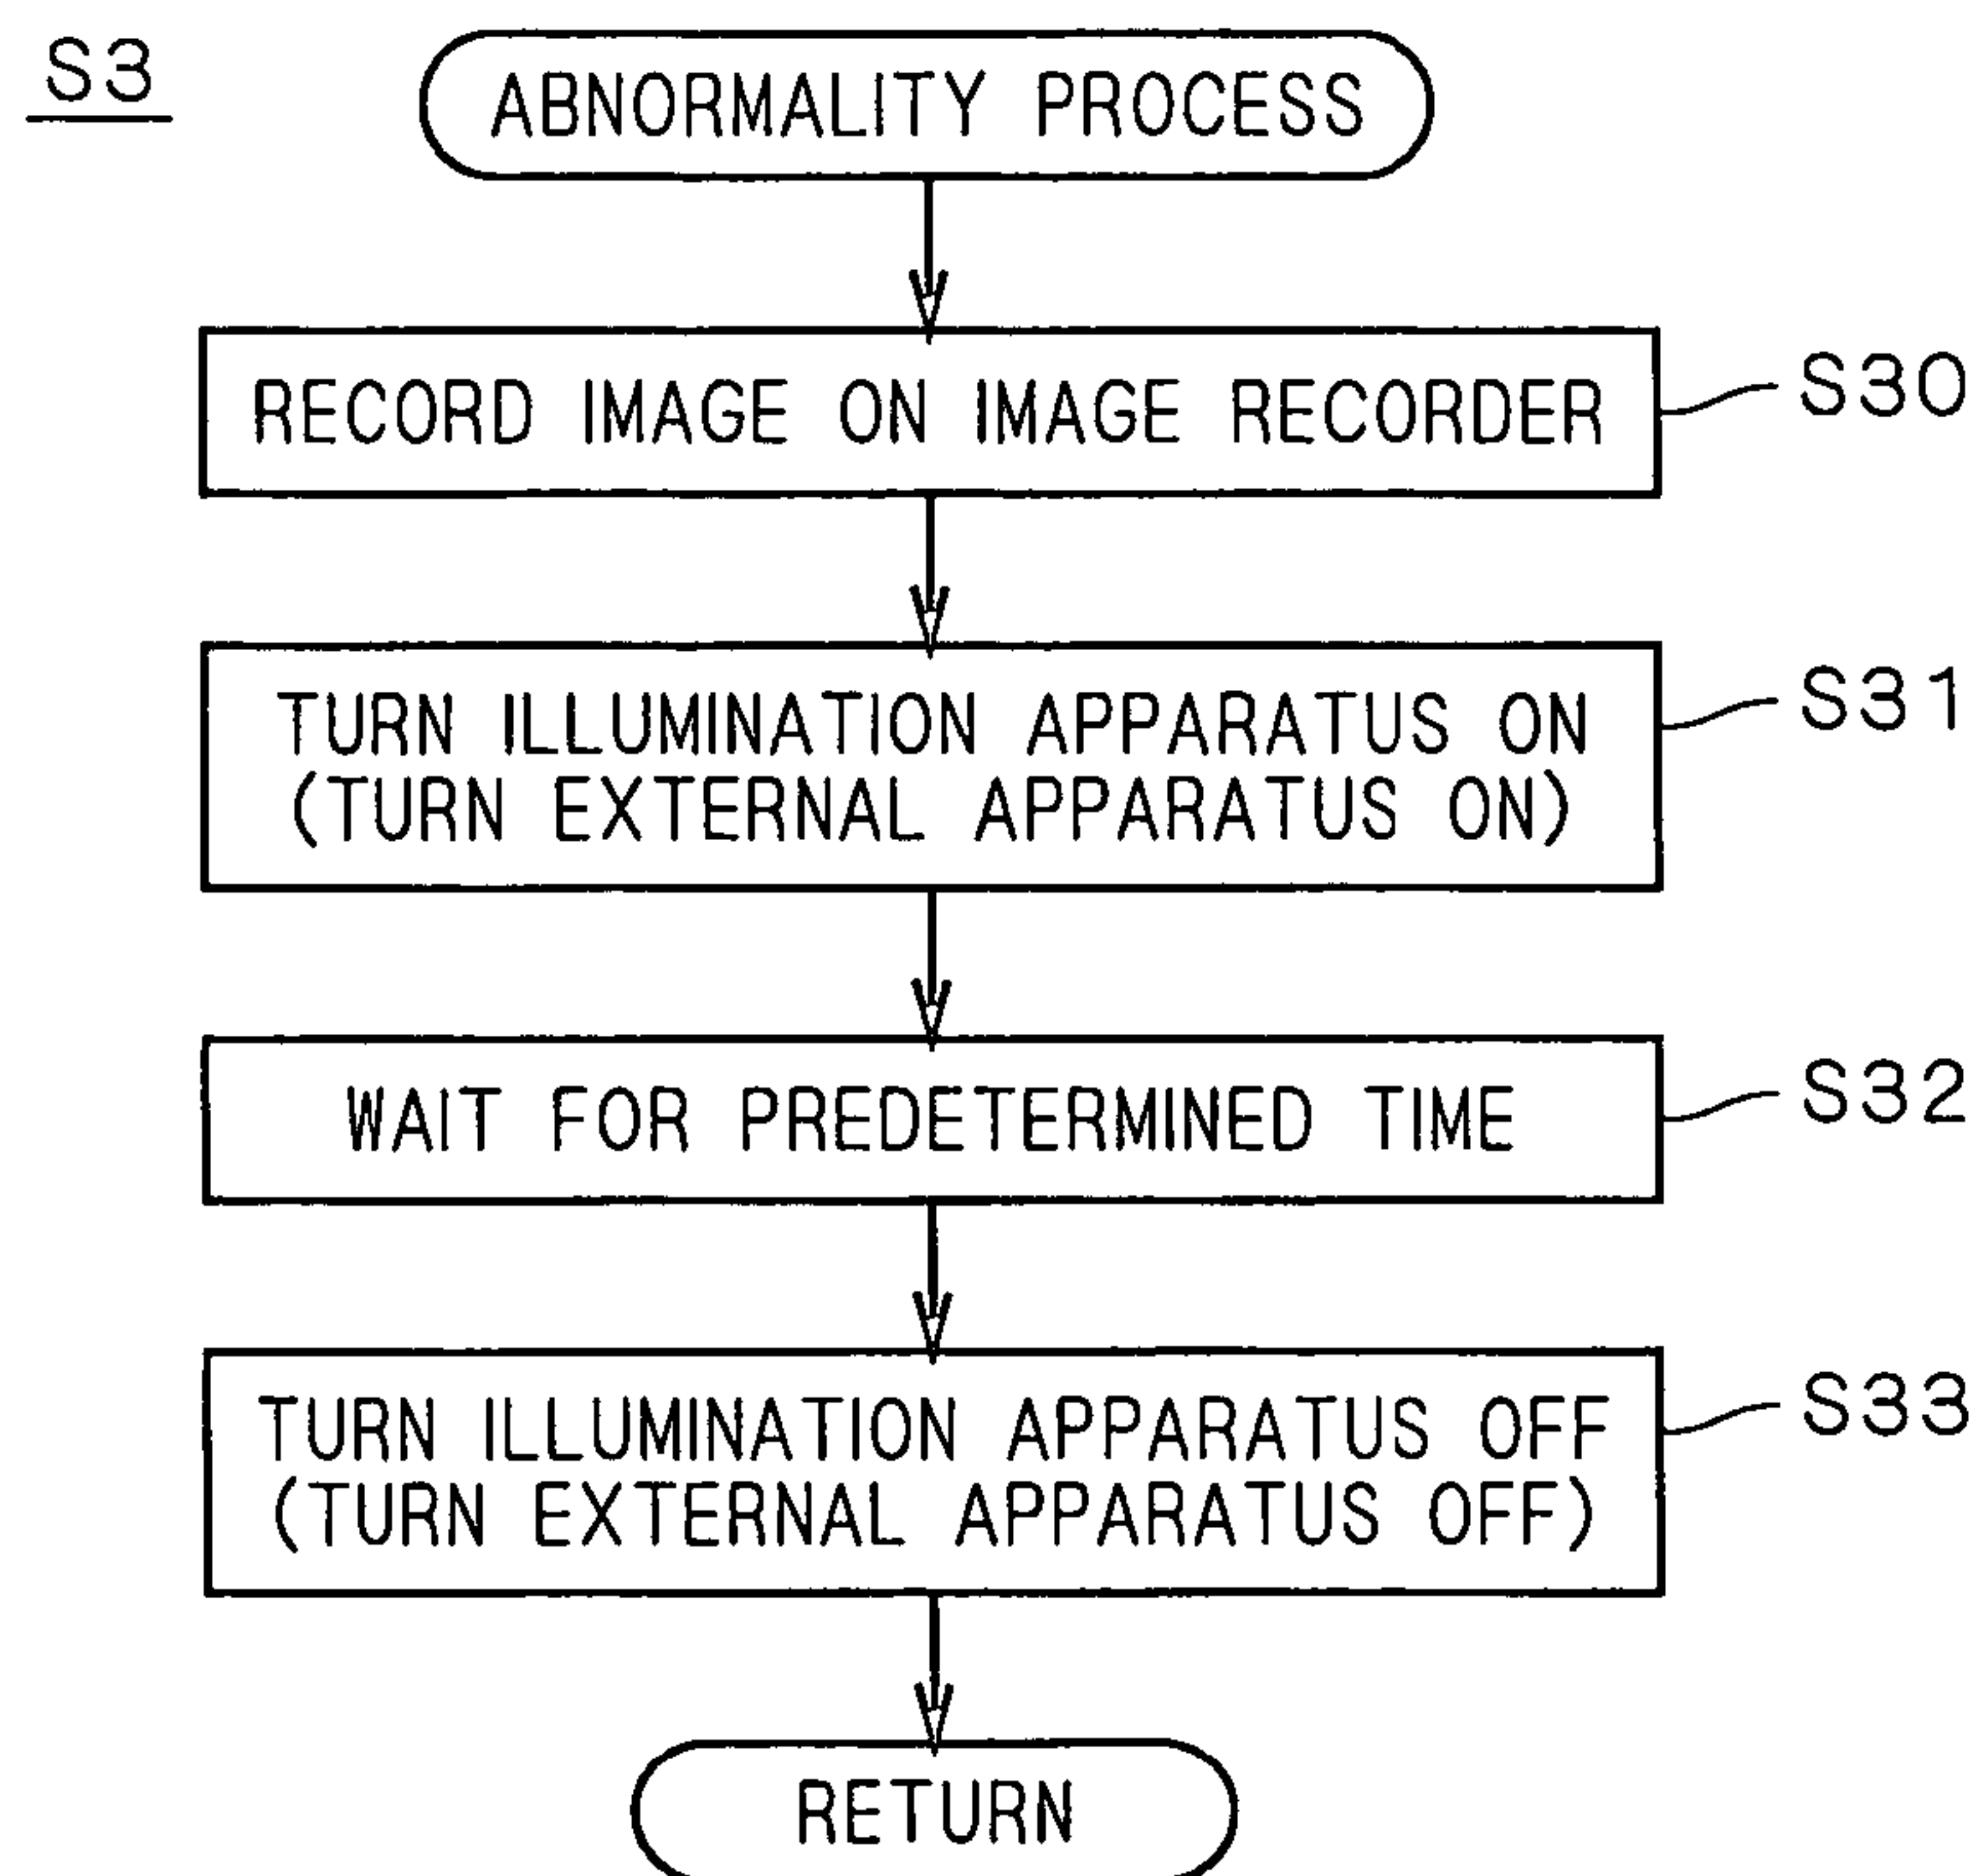 S3
ABNORMALITY PROCESS
RECORD IMAGE ON IMAGE RECORDER
S30
TURN ILLUMINATION APPARATUS ON
(TURN EXTERNAL APPARATUS ON)
S31
WAIT FOR PREDETERMINED TIME
S32
TURN ILLUMINATION APPARATUS OFF
(TURN EXTERNAL APPARATUS OFF)
S33
RETURN